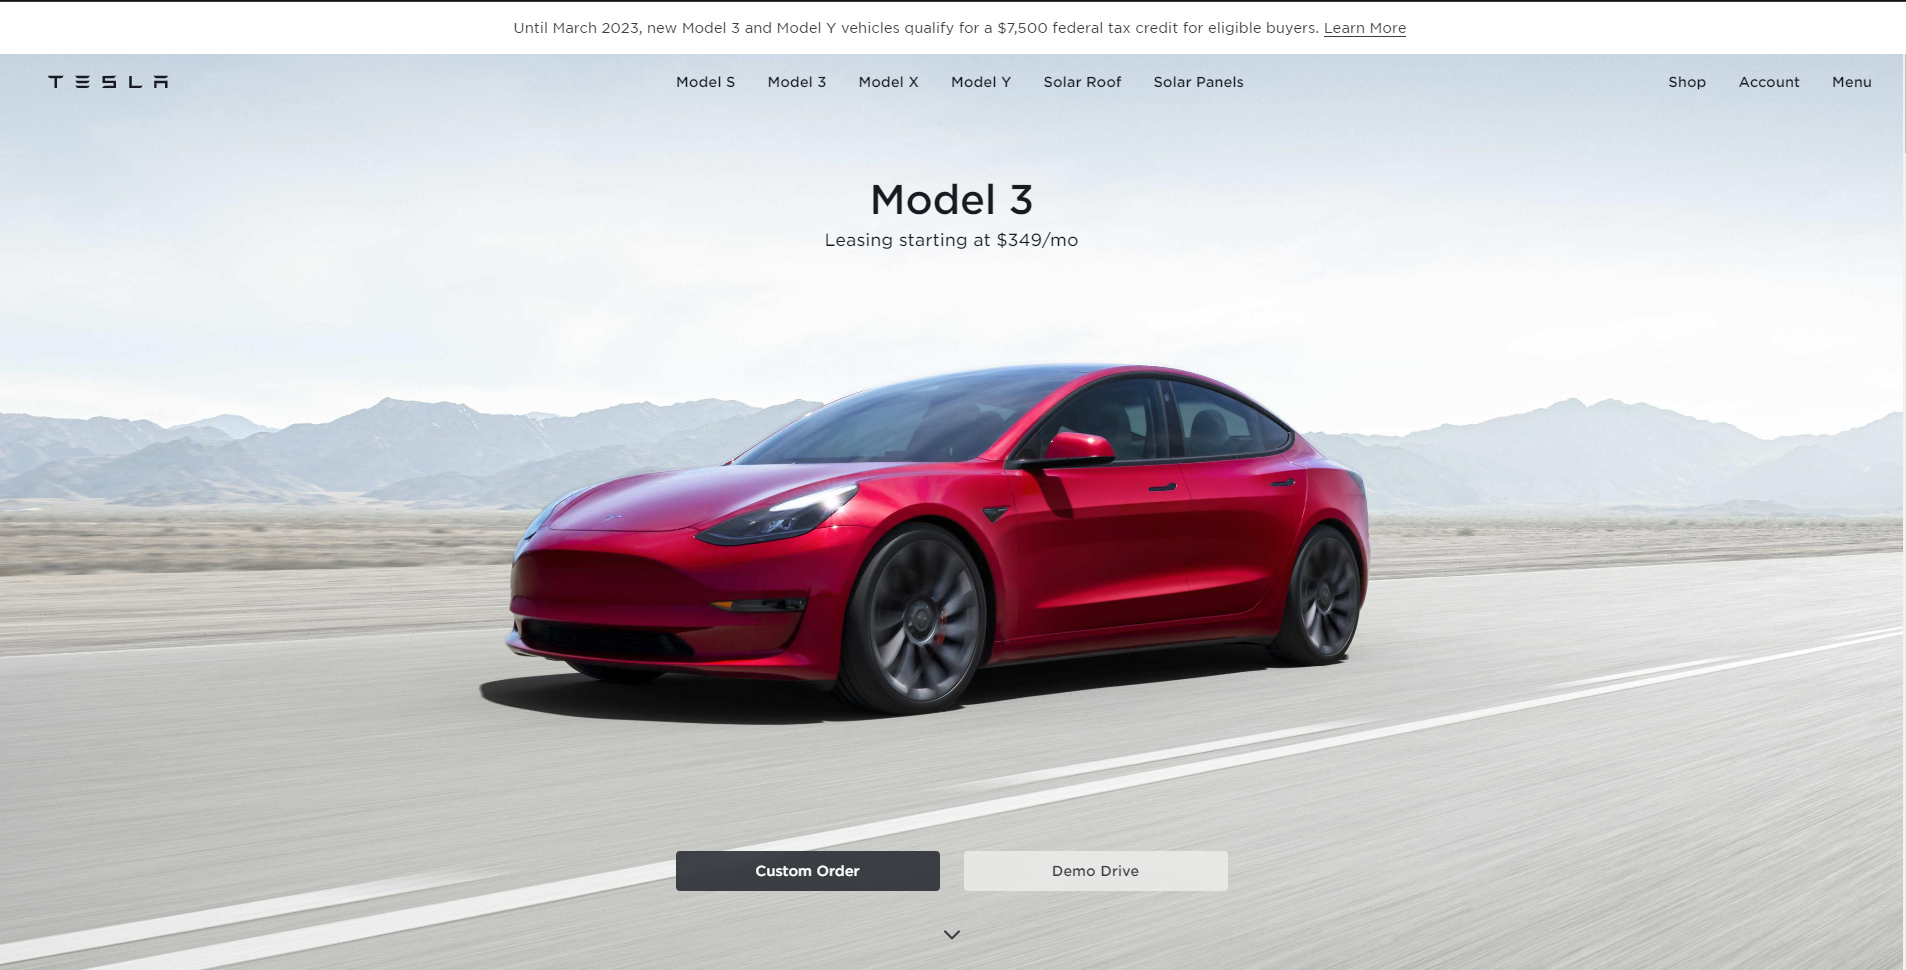 Until March 2023, new Model 3 and Model Y vehicles qualify for a $7,500 federal tax credit for eligible buyers. Learn More
TESLA Model S Model 3 Model X Model Y Solar Roof Solar Panels Shop Account Menu
Model 3
Leasing starting at $349/mo
Custom Order Demo Drive